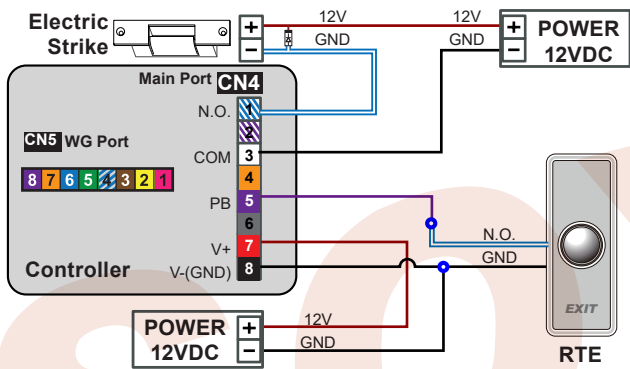 Electric
Strike
+
−
12V
GND
12V
GND
+
−
POWER
12VDC
Main Port CN4
N.O.
1
2
COM
3
4
PB
5
6
V+
7
V-(GND)
8
CN5 WG Port
8 7 6 5 4 3 2 1
Controller
N.O.
GND
EXIT
RTE
POWER
12VDC
+
−
12V
GND